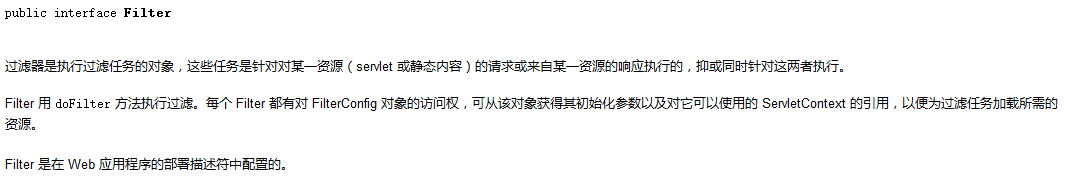 public interface Filter
过滤器是执行过滤任务的对象，这些任务是针对对某一资源（servlet 或静态内容）的请求或来自某一资源的响应执行的，抑或同时针对这两者执行。
Filter 用 doFilter 方法执行过滤。每个 Filter 都有对 FilterConfig 对象的访问权，可从该对象获得其初始化参数以及对它可以使用的 ServletContext 的引用，以便为过滤任务加载所需的
资源。
Filter 是在 Web 应用程序的部署描述符中配置的。